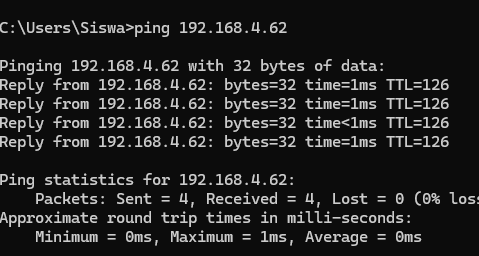 C:\Users\Siswa>ping 192.168.4.62
Pinging 192.168.4.62 with 32 bytes of data:
Reply from 192.168.4.62: bytes=32 time=1ms TTL=126
Reply from 192.168.4.62: bytes=32 time=1ms TTL=126
Reply from 192.168.4.62: bytes=32 time<1ms TTL=126
Reply from 192.168.4.62: bytes=32 time=1ms TTL=126
Ping statistics for 192.168.4.62:
Packets: Sent = 4, Received = 4, Lost = 0 (0% loss
Approximate round trip times in milli-seconds:
Minimum = 0ms, Maximum = 1ms, Average = 0ms